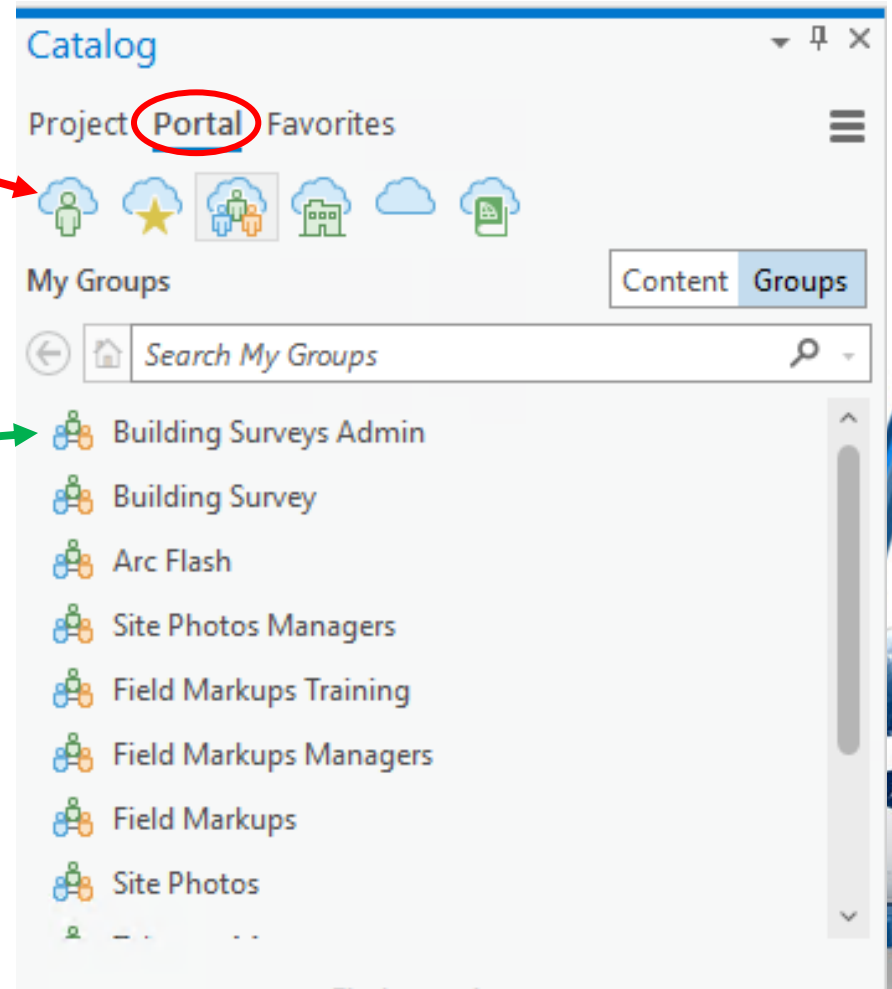 Catalog
Project Portal Favorites
My Groups Content Groups
Search My Groups
Building Surveys Admin
Building Survey
Arc Flash
Site Photos Managers
Field Markups Training
Field Markups Managers
Field Markups
Site Photos